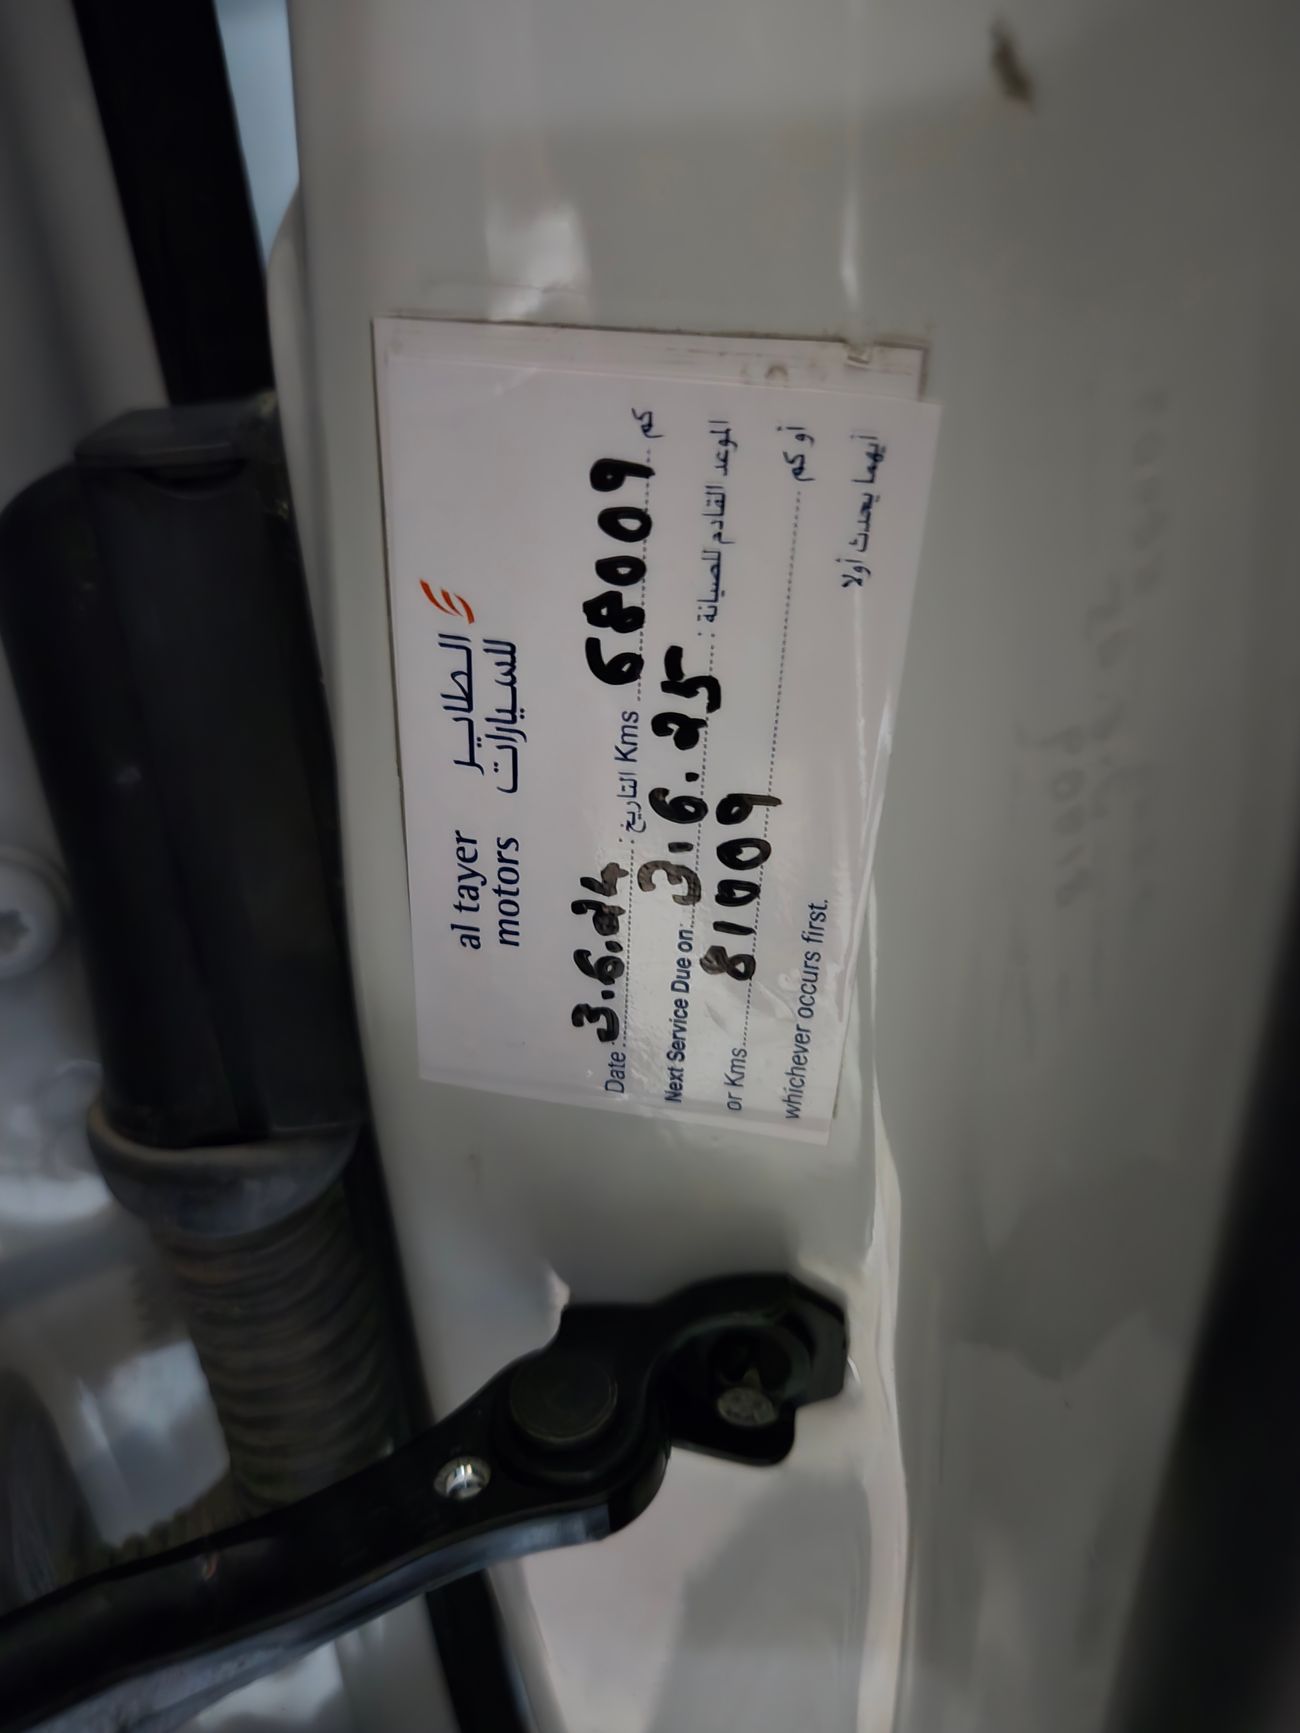 al tayer الطاير
motors للسيارات
Date 3.6.24 : التاريخ Kms 68009 كم
Next Service Due on: 3.6.25 : الموعد القادم للصيانة
or Kms 81009 أو كم
whichever occurs first. أيهما يحدث أولا